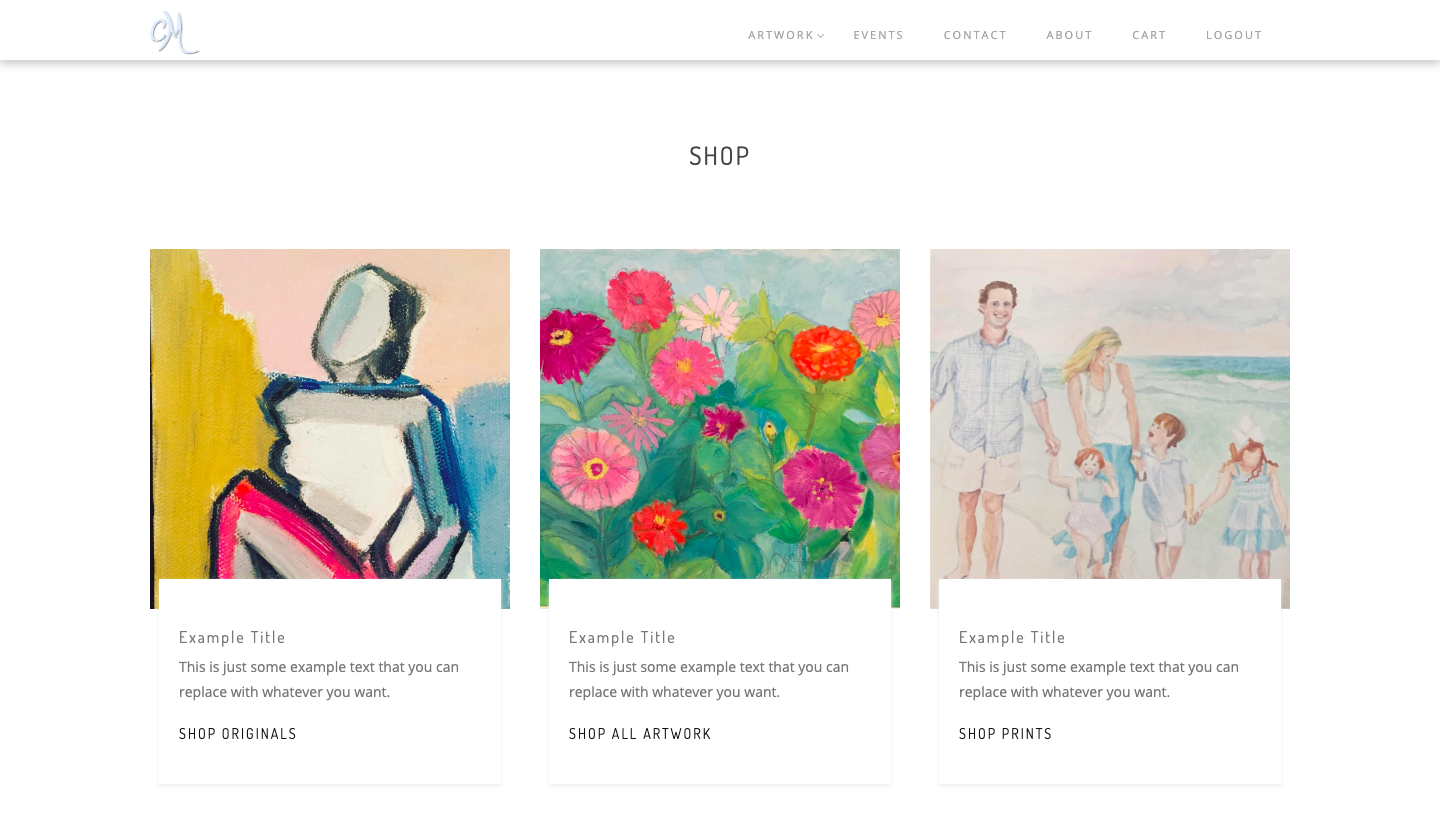 CM
ARTWORK EVENTS CONTACT ABOUT CART LOGOUT
SHOP
Example Title
This is just some example text that you can
replace with whatever you want.
SHOP ORIGINALS
Example Title
This is just some example text that you can
replace with whatever you want.
SHOP ALL ARTWORK
Example Title
This is just some example text that you can
replace with whatever you want.
SHOP PRINTS